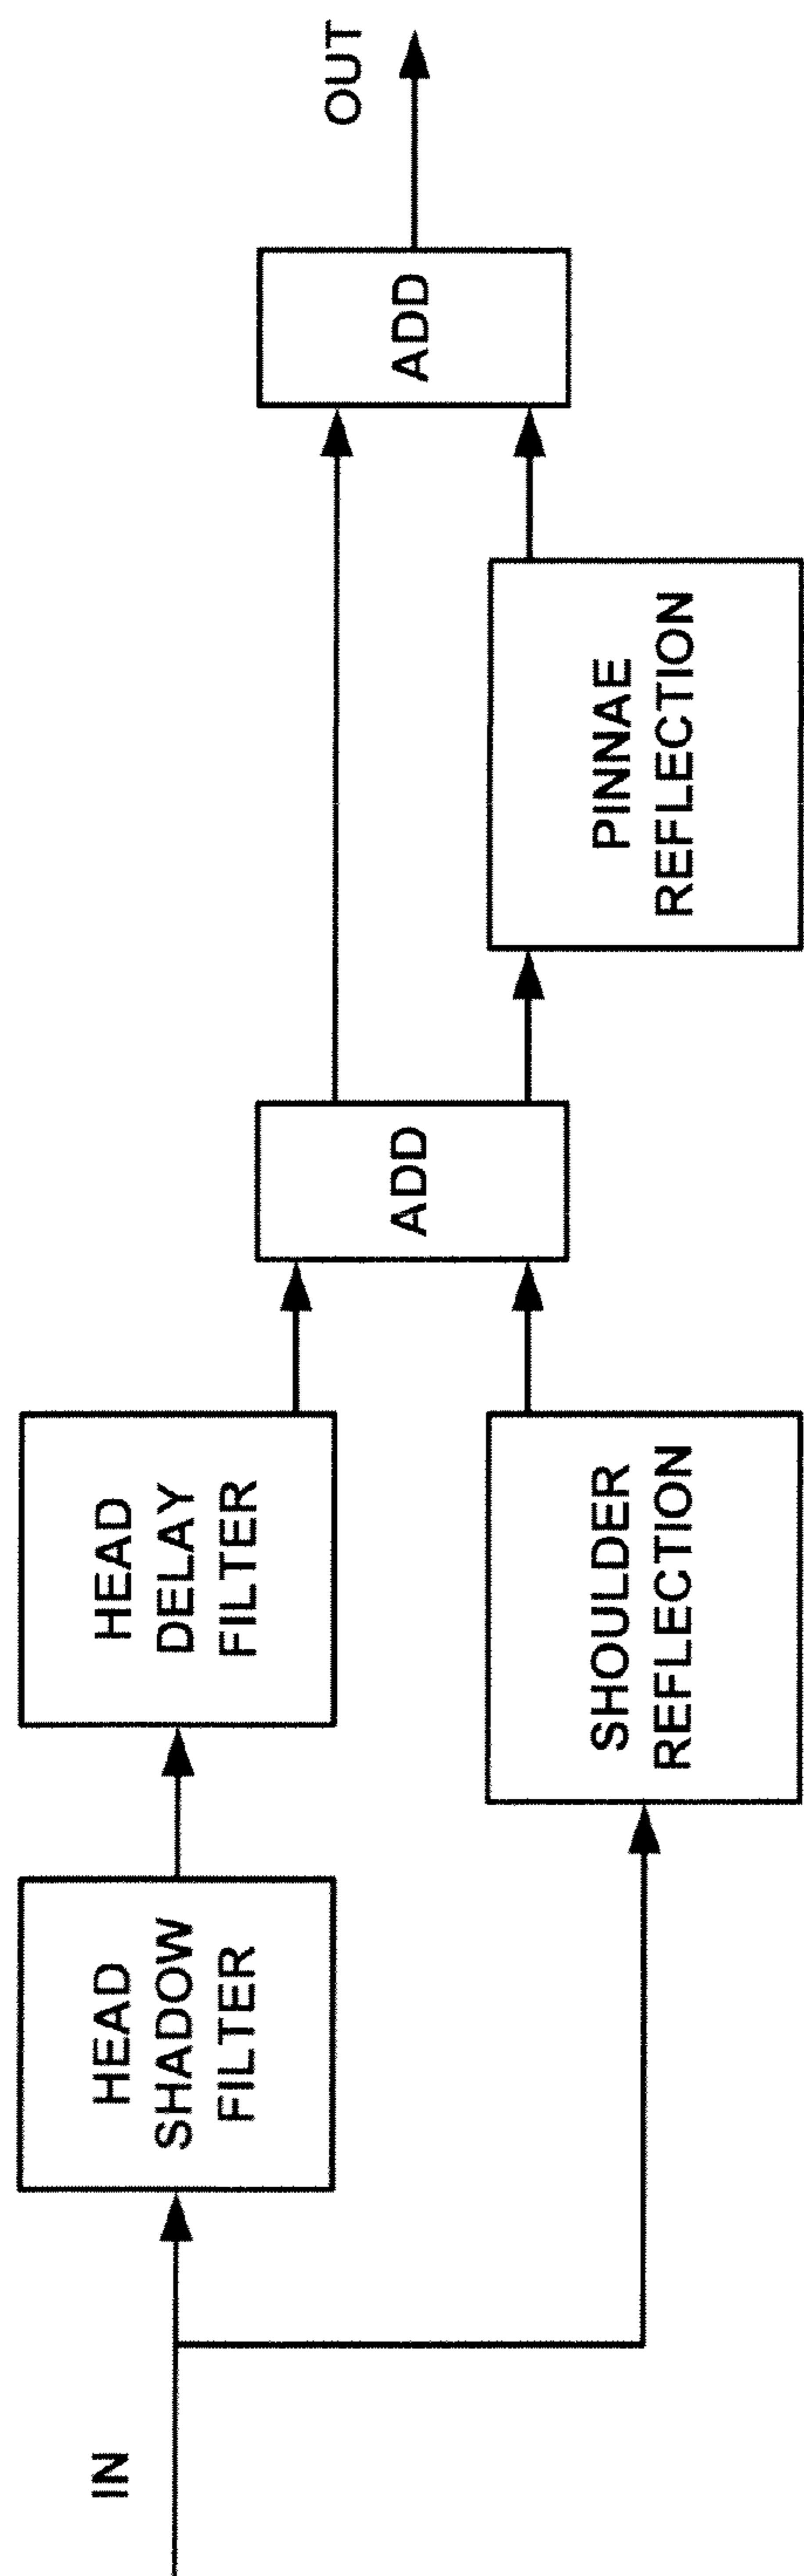 IN
HEAD
SHADOW
FILTER
HEAD
DELAY
FILTER
SHOULDER
REFLECTION
ADD
PINNAE
REFLECTION
ADD
OUT